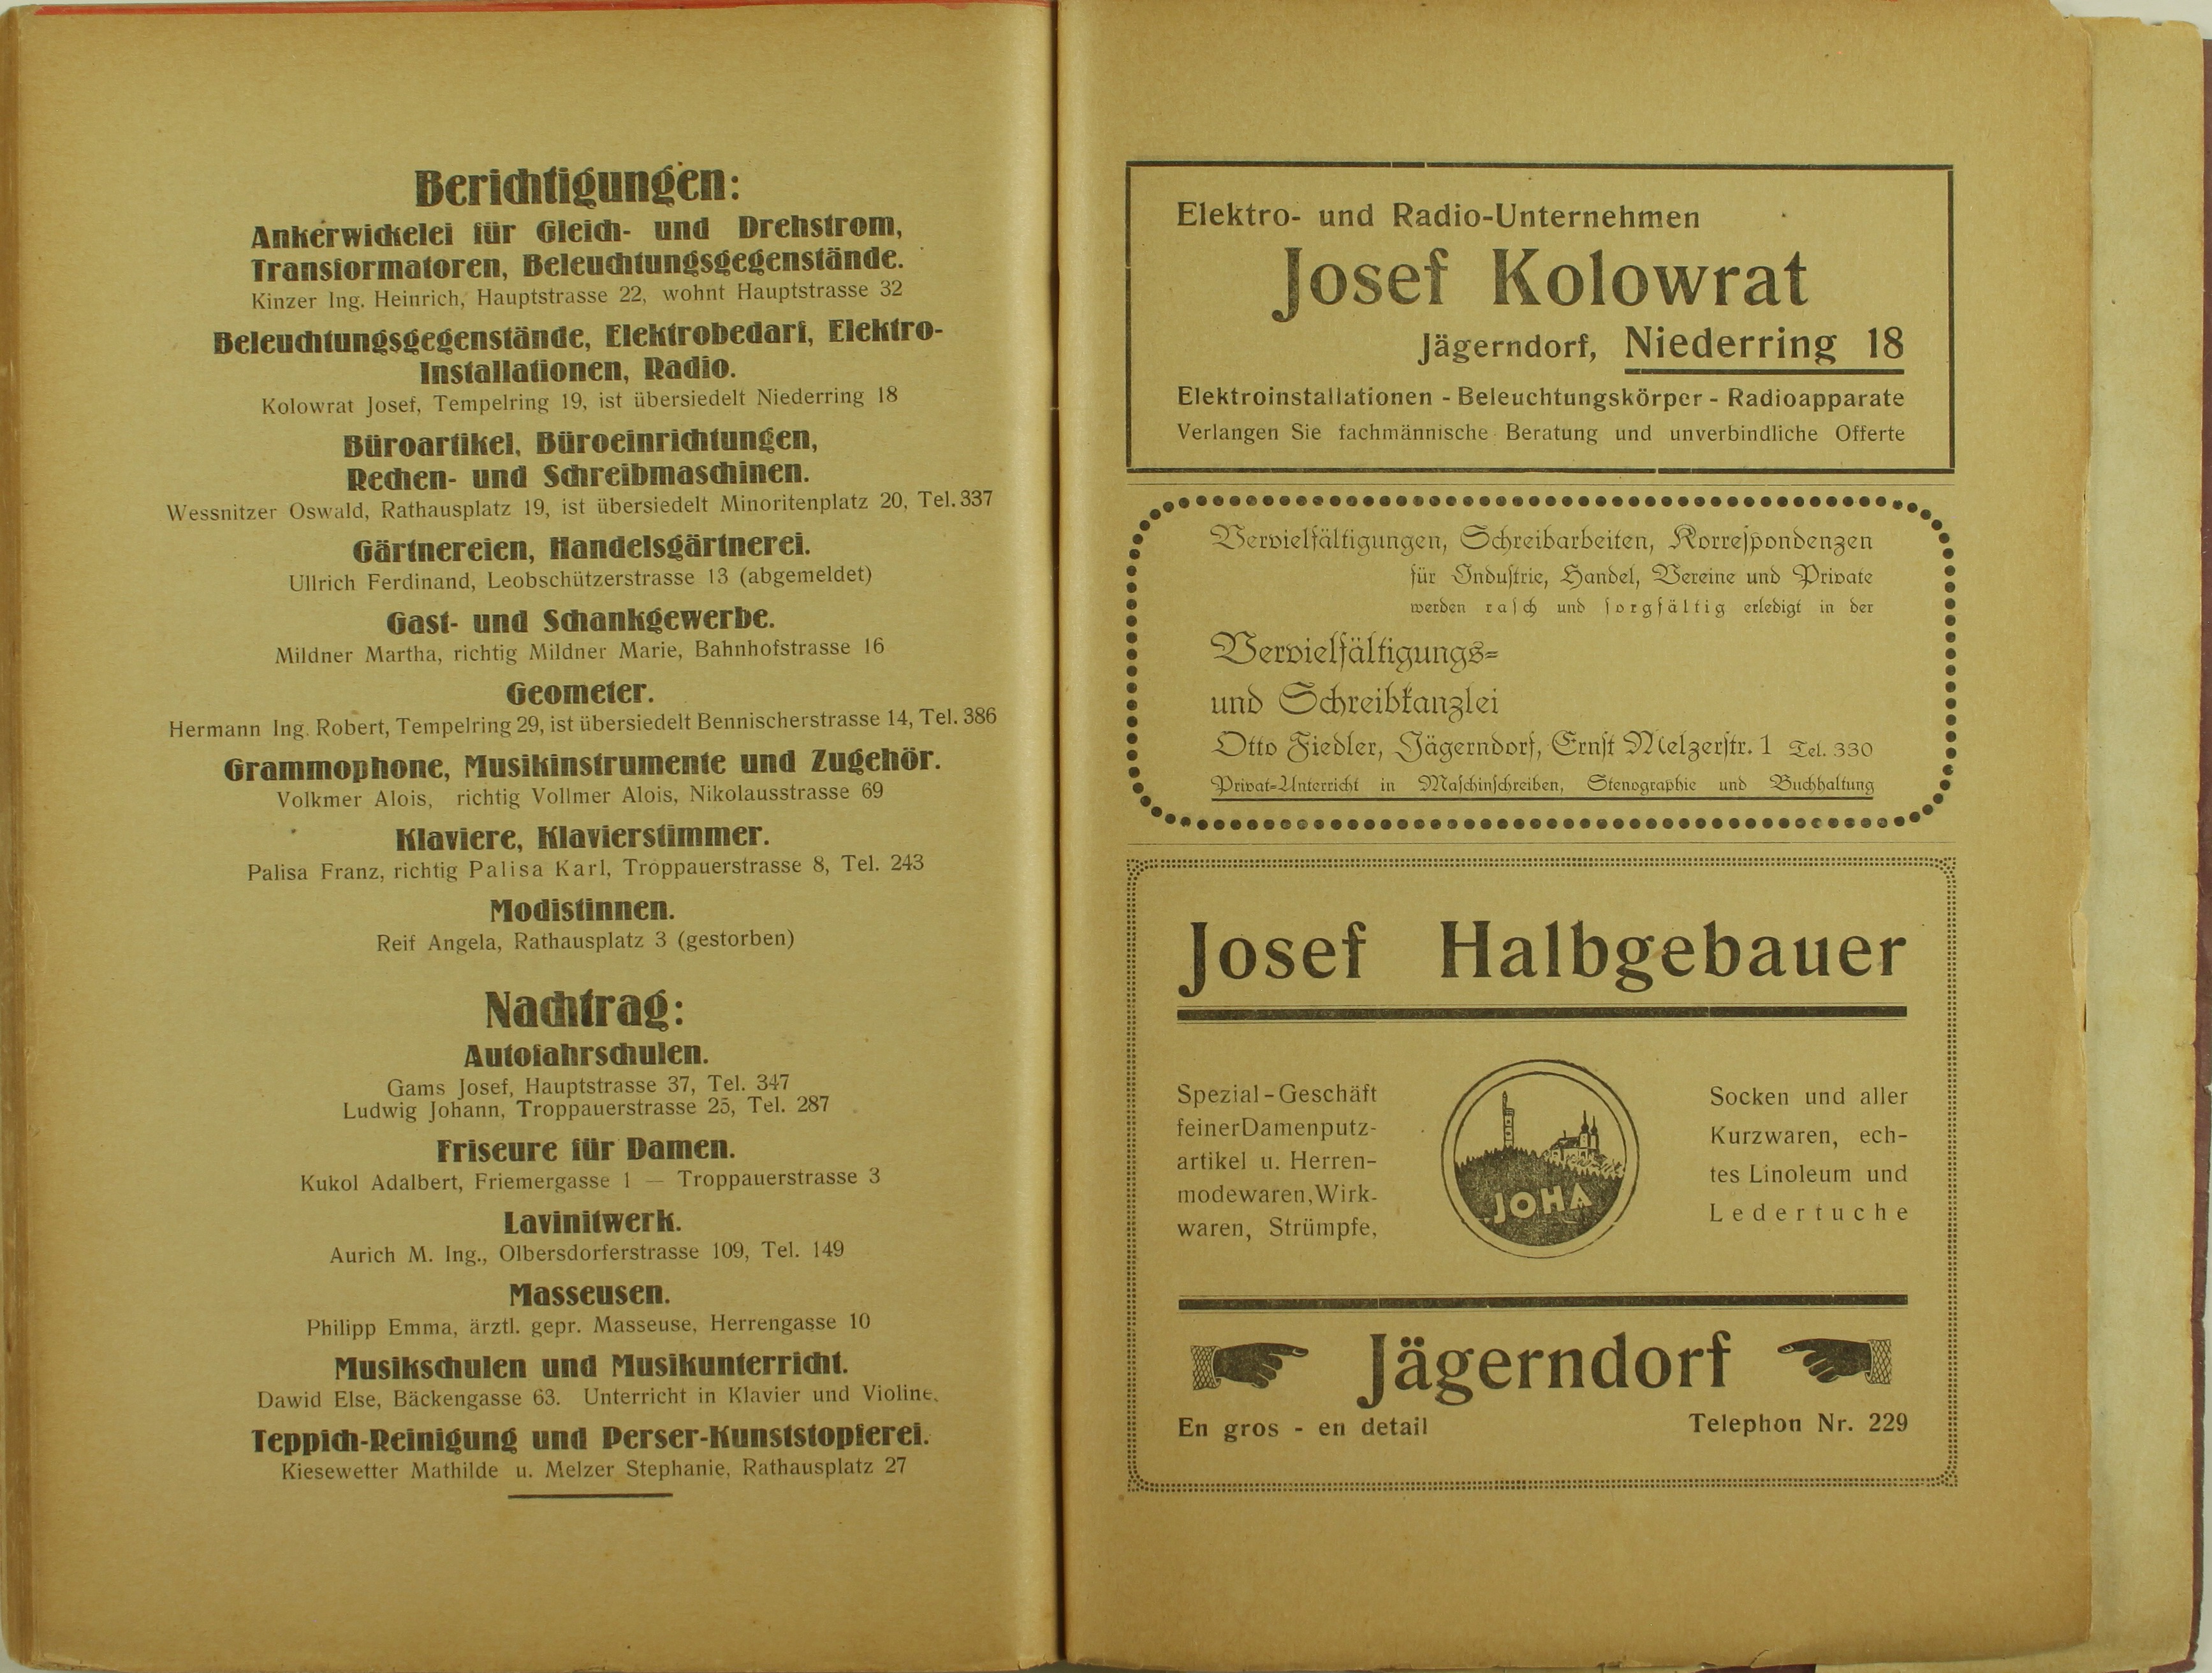 Berichtigungen:
Ankerwickelei für Gleich- und Drehstrom,
Transformatoren, Beleuchtungsgegenstände.
Kinzer Ing. Heinrich, Hauptstrasse 22, wohnt Hauptstrasse 32
Beleuchtungsgegenstände, Elektrobedarf, Elektro-
Installationen, Radio.
Kolowrat Josef, Tempelring 19, ist übersiedelt Niederring 18
Büroartikel, Büroeinrichtungen,
Rechen- und Schreibmaschinen.
Wessnitzer Oswald, Rathausplatz 19, ist übersiedelt Minoritenplatz 20, Tel. 337
Gärtnereien, Handelsgärtnerei.
Ullrich Ferdinand, Leobschützerstrasse 13 (abgemeldet)
Gast- und Schankgewerbe.
Mildner Martha, richtig Mildner Marie, Bahnhofstrasse 16
Geometer.
Hermann Ing. Robert, Tempelring 29, ist übersiedelt Bennischerstrasse 14, Tel. 386
Grammophone, Musikinstrumente und Zugehör.
Volkmer Alois, richtig Vollmer Alois, Nikolausstrasse 69
Klaviere, Klavierstimmer.
Palisa Franz, richtig Palisa Karl, Troppauerstrasse 8, Tel. 243
Modistinnen.
Reif Angela, Rathausplatz 3 (gestorben)
Nachtrag:
Autofahrschulen.
Gams Josef, Hauptstrasse 37, Tel. 347
Ludwig Johann, Troppauerstrasse 25, Tel. 287
Friseure für Damen.
Kukol Adalbert, Friemergasse 1 — Troppauerstrasse 3
Lavinitwerk.
Aurich M. Ing., Olbersdorferstrasse 109, Tel. 149
Masseusen.
Philipp Emma, ärztl. gepr. Masseuse, Herrengasse 10
Musikschulen und Musikunterricht.
Dawid Else, Bäckengasse 63. Unterricht in Klavier und Violine.
Teppich-Reinigung und Perser-Kunststopferei.
Kiesewetter Mathilde u. Melzer Stephanie, Rathausplatz 27
Elektro- und Radio-Unternehmen
Josef Kolowrat
Jägerndorf, Niederring 18
Elektroinstallationen - Beleuchtungskörper - Radioapparate
Verlangen Sie fachmännische Beratung und unverbindliche Offerte
Vervielfältigungen, Schreibarbeiten, Korrespondenzen
für Industrie, Handel, Vereine und Private
werden rasch und sorgfältig erledigt in der
Vervielfältigungs-
und Schreibkanzlei
Otto Fiedler, Jägerndorf, Ernst Melzerstr. 1 Tel. 330
Privat-Unterricht in Maschinschreiben, Stenographie und Buchhaltung
Josef Halbgebauer
Spezial-Geschäft
feiner Damenputz-
artikel u. Herren-
modewaren, Wirk-
waren, Strümpfe,
JOHA
Socken und aller
Kurzwaren, ech-
tes Linoleum und
Ledertuche
Jägerndorf
En gros - en detail
Telephon Nr. 229